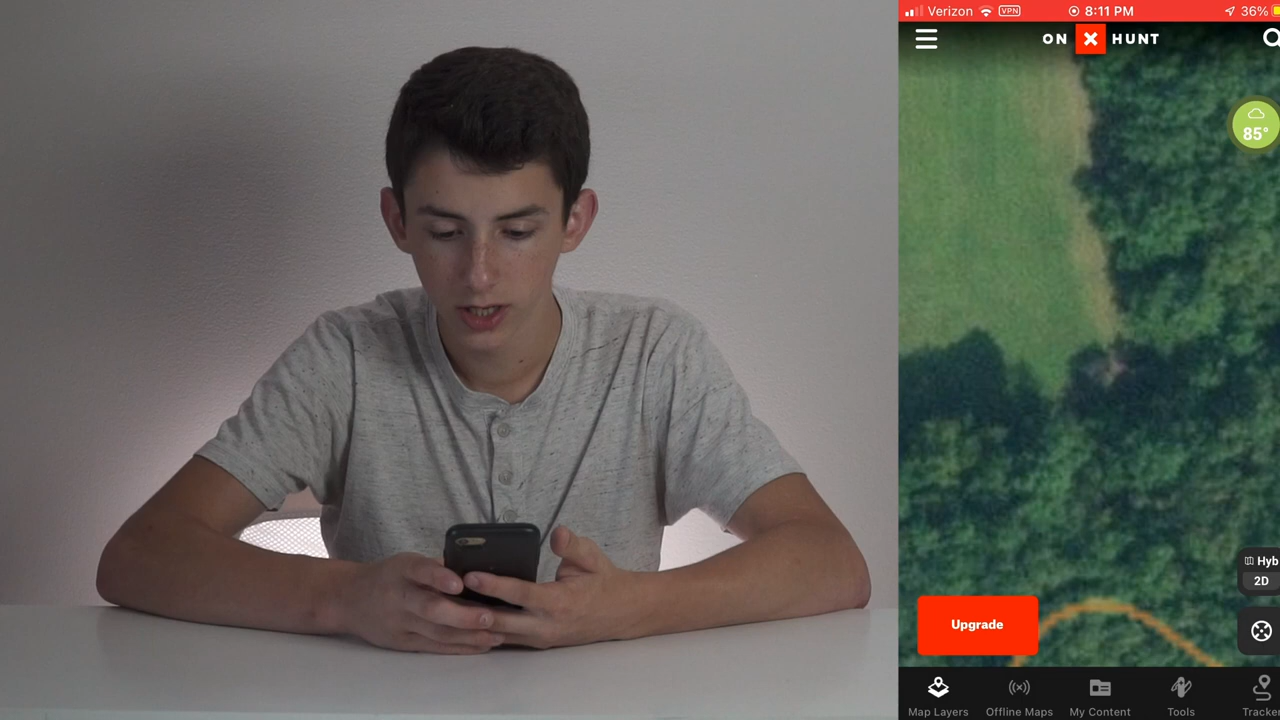 Verizon VPN 8:11 PM 36%
ON X HUNT
85°
Hyb
2D
Upgrade
Map Layers Offline Maps My Content Tools Tracker